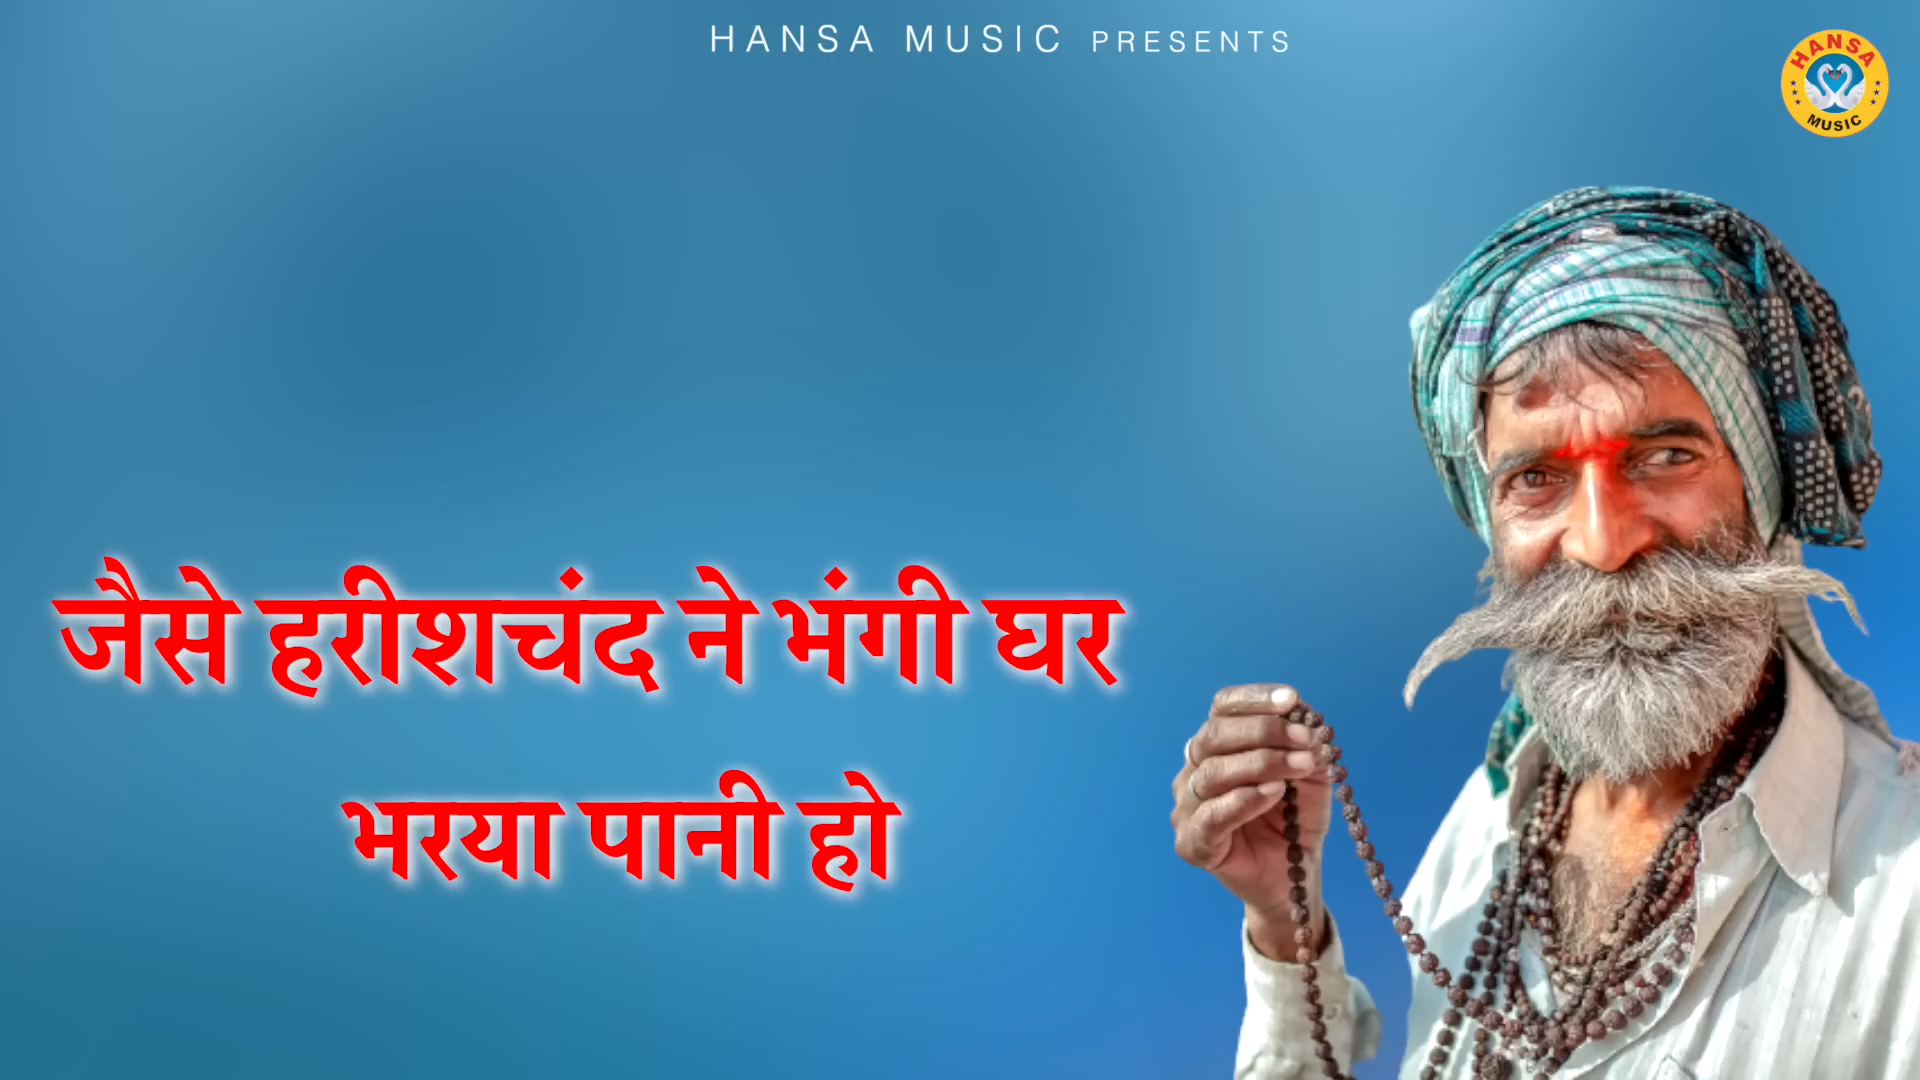 HANSA MUSIC PRESENTS
HANSA
MUSIC
जैसे हरीशचंद ने भंगी घर
भरया पानी हो